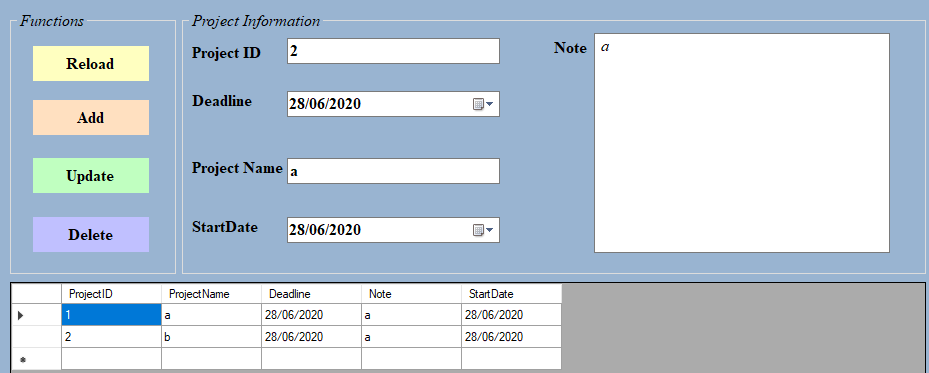 Functions
Reload
Add
Update
Delete
Project Information
Project ID 2
Deadline 28/06/2020
Project Name a
StartDate 28/06/2020
Note a
ProjectID ProjectName Deadline Note StartDate
1 a 28/06/2020 a 28/06/2020
2 b 28/06/2020 a 28/06/2020